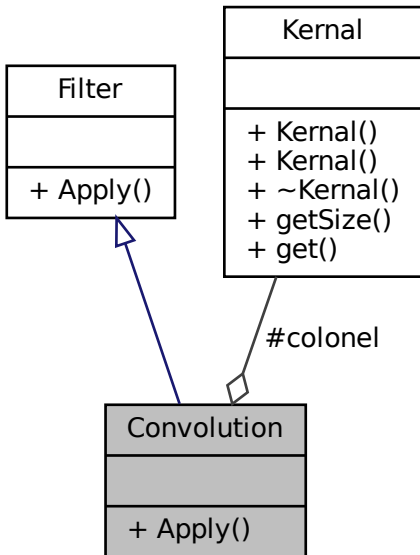 Kernal
+ Kernal()
+ Kernal()
+ ~Kernal()
+ getSize()
+ get()
Filter
+ Apply()
#colonel
Convolution
+ Apply()